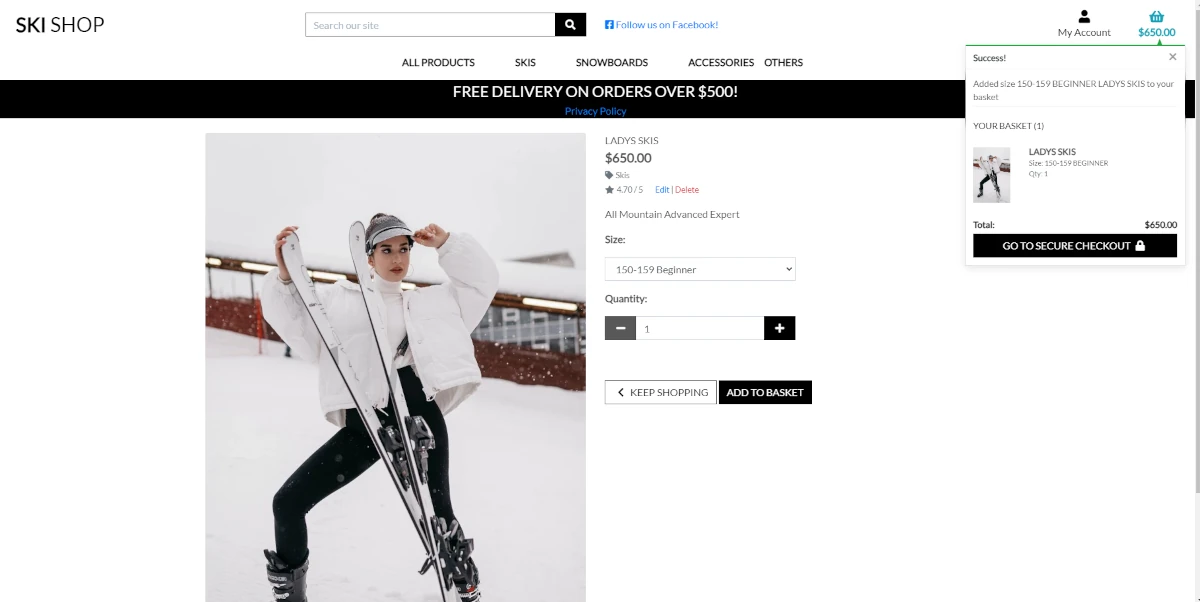 SKI SHOP
Search our site
Follow us on Facebook!
My Account
$650.00
ALL PRODUCTS
SKIS
SNOWBOARDS
ACCESSORIES
OTHERS
FREE DELIVERY ON ORDERS OVER $500!
Privacy Policy
Success!
Added size 150-159 BEGINNER LADYS SKIS to your
basket
YOUR BASKET (1)
LADYS SKIS
Size: 150-159 BEGINNER
Qty: 1
Total: $650.00
GO TO SECURE CHECKOUT
LADYS SKIS
$650.00
Skis
4.70 / 5 Edit | Delete
All Mountain Advanced Expert
Size:
150-159 Beginner
Quantity:
1
KEEP SHOPPING
ADD TO BASKET